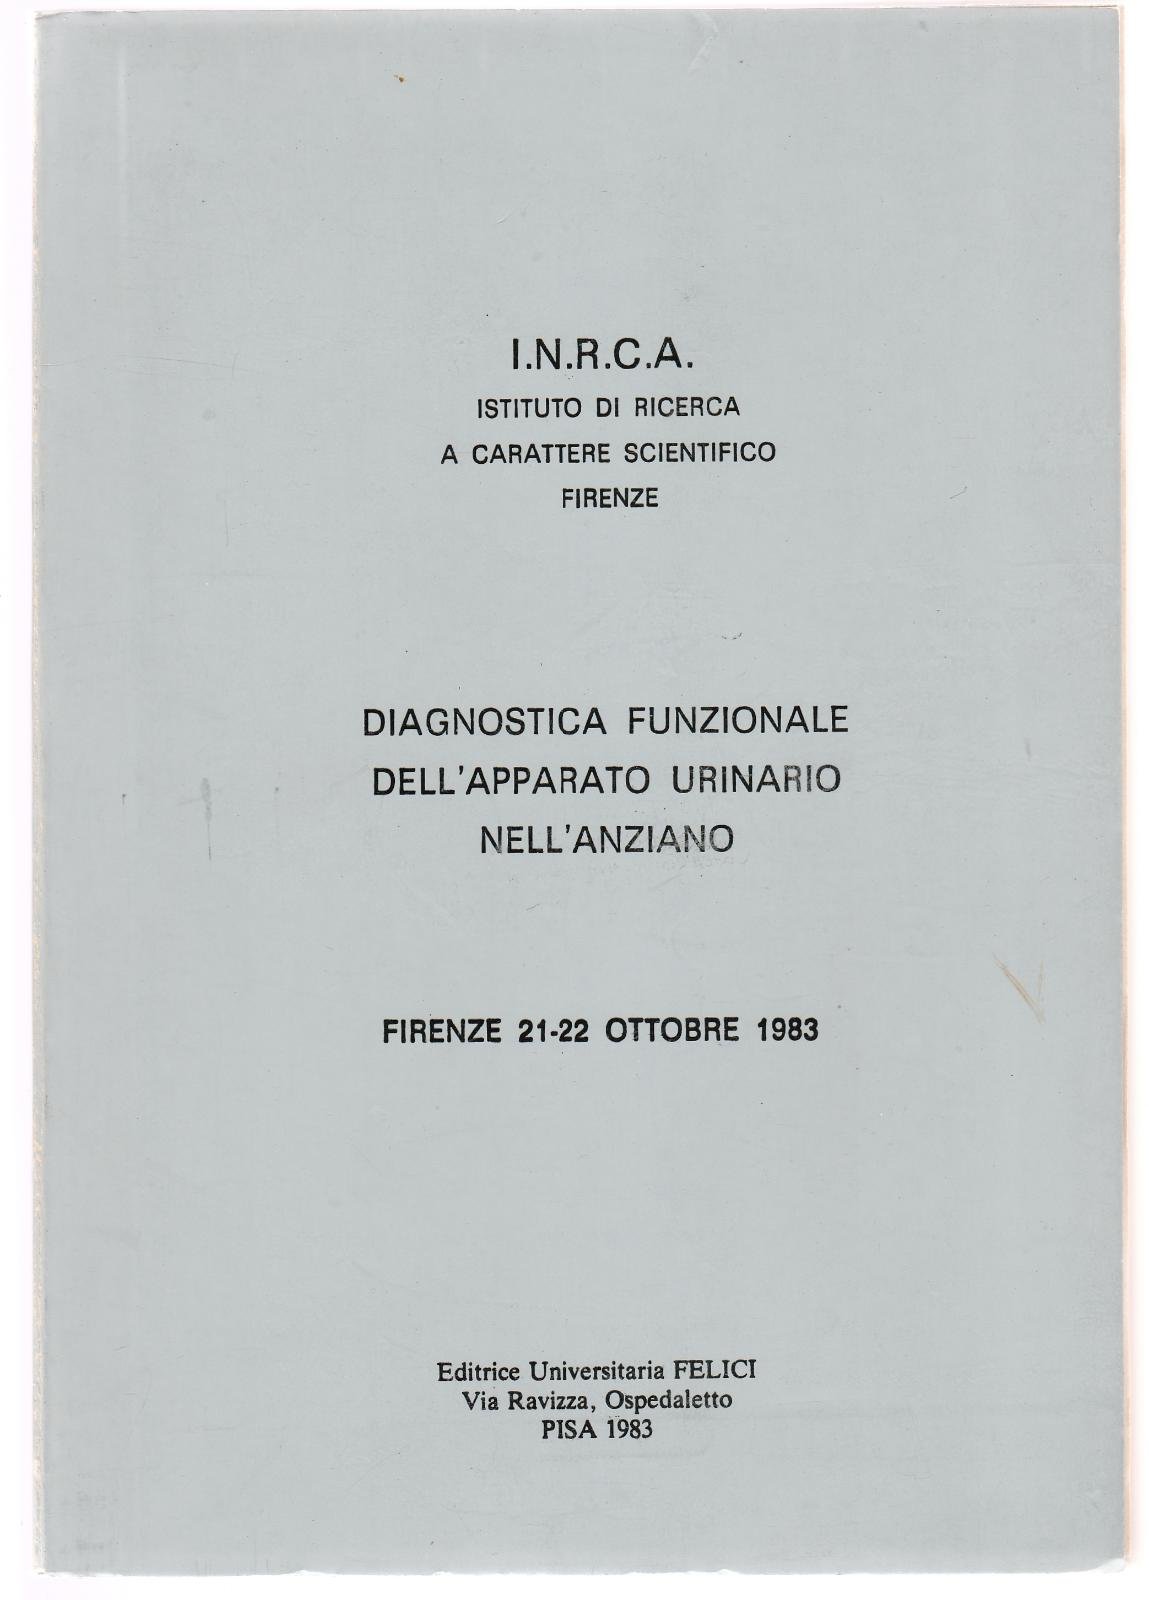 I.N.R.C.A.
ISTITUTO DI RICERCA
A CARATTERE SCIENTIFICO
FIRENZE
DIAGNOSTICA FUNZIONALE
DELL'APPARATO URINARIO
NELL'ANZIANO
FIRENZE 21-22 OTTOBRE 1983
Editrice Universitaria FELICI
Via Ravizza, Ospedaletto
PISA 1983